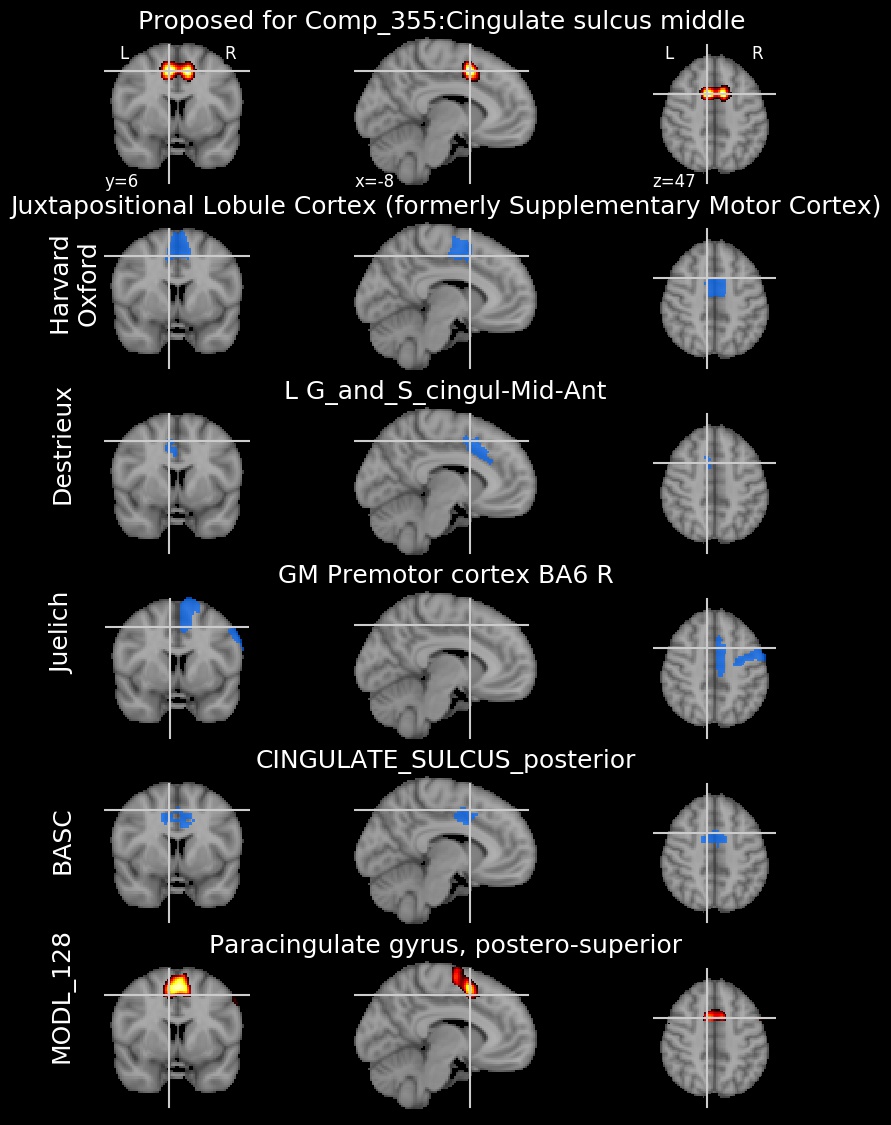 Proposed for Comp_355:Cingulate sulcus middle
L R
L R
y=6
x=-8
z=47
Juxtapositional Lobule Cortex (formerly Supplementary Motor Cortex)
Harvard
Oxford
L G_and_S_cingul-Mid-Ant
Destrieux
GM Premotor cortex BA6 R
Juelich
CINGULATE_SULCUS_posterior
BASC
Paracingulate gyrus, postero-superior
MODL_128